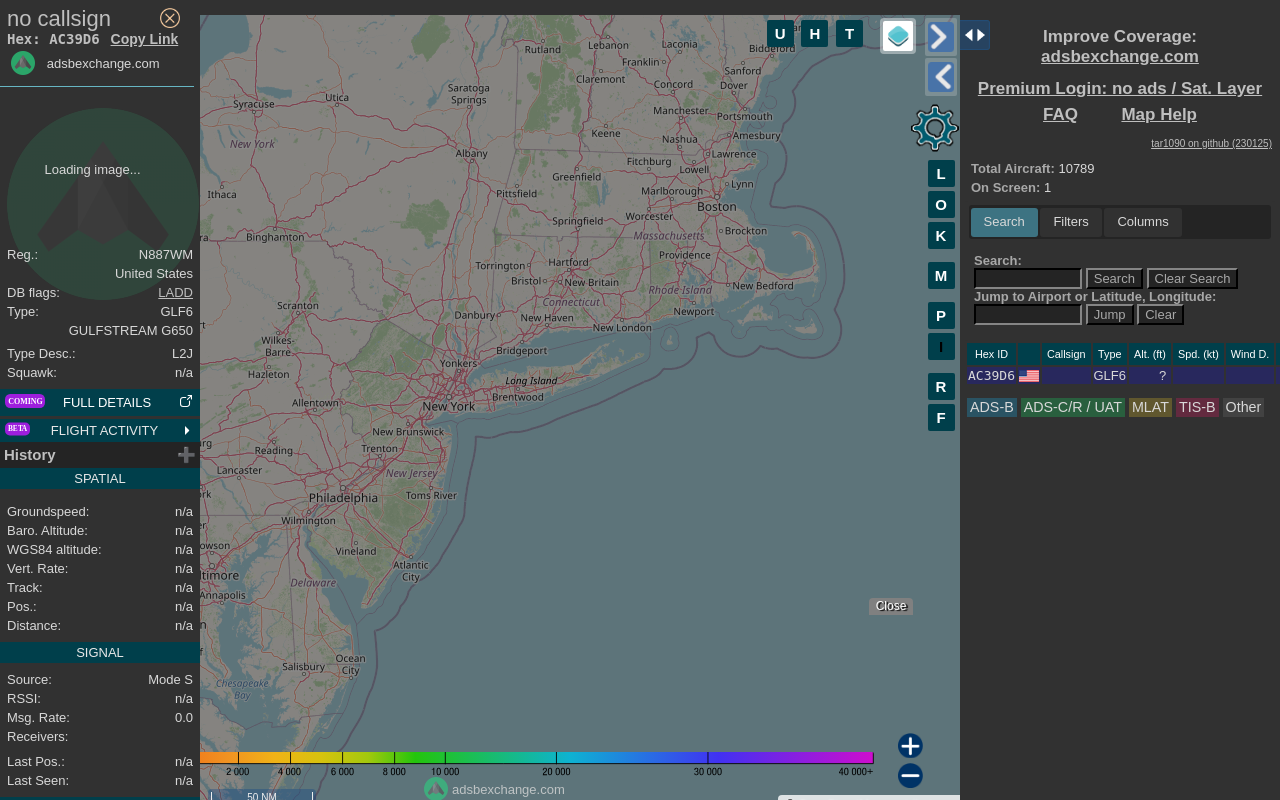 no callsign
Hex: AC39D6 Copy Link
adsbexchange.com
Loading image...
Reg.: N887WM
United States
DB flags: LADD
Type: GLF6
GULFSTREAM G650
Type Desc.: L2J
Squawk: n/a
COMING FULL DETAILS
BETA FLIGHT ACTIVITY
History
SPATIAL
Groundspeed: n/a
Baro. Altitude: n/a
WGS84 altitude: n/a
Vert. Rate: n/a
Track: n/a
Pos.: n/a
Distance: n/a
SIGNAL
Source: Mode S
RSSI: n/a
Msg. Rate: 0.0
Receivers:
Last Pos.: n/a
Last Seen: n/a
U H T
Rutland
Lebanon
Laconia
Biddeford
Franklin
Sanford
Claremont
Concord
Dover
Saratoga
Springs
Utica
Syracuse
Manchester
Portsmouth
Keene
Amesbury
Nashua
New York
Albany
Fitchburg
Lawrence
Lowell
Greenfield
Pittsfield
Marlborough
Lynn
Ithaca
Worcester
Boston
Springfield
Binghamton
Massachusetts
Brockton
Providence
Torrington
Hartford
Bristol
New Britain
Rhode Island
New Bedford
Connecticut
Scranton
Danbury
New Haven
Newport
New London
Wilkes-
Barre
Bridgeport
Yonkers
Hazleton
Long Island
Brentwood
Allentown
New York
New Brunswick
Reading
Trenton
Lancaster
New Jersey
Philadelphia
Toms River
Wilmington
Vineland
Atlantic
City
Annapolis
Delaware
Salisbury
Ocean
City
Chesapeake
Bay
L
O
K
M
P
I
R
F
Close
2 000 4 000 6 000 8 000 10 000 20 000 30 000 40 000+
adsbexchange.com
50 NM
Improve Coverage:
adsbexchange.com
Premium Login: no ads / Sat. Layer
FAQ Map Help
tar1090 on github (230125)
Total Aircraft: 10789
On Screen: 1
Search Filters Columns
Search:
Search Clear Search
Jump to Airport or Latitude, Longitude:
Jump Clear
Hex ID Callsign Type Alt. (ft) Spd. (kt) Wind D.
AC39D6 GLF6 ?
ADS-B ADS-C/R / UAT MLAT TIS-B Other